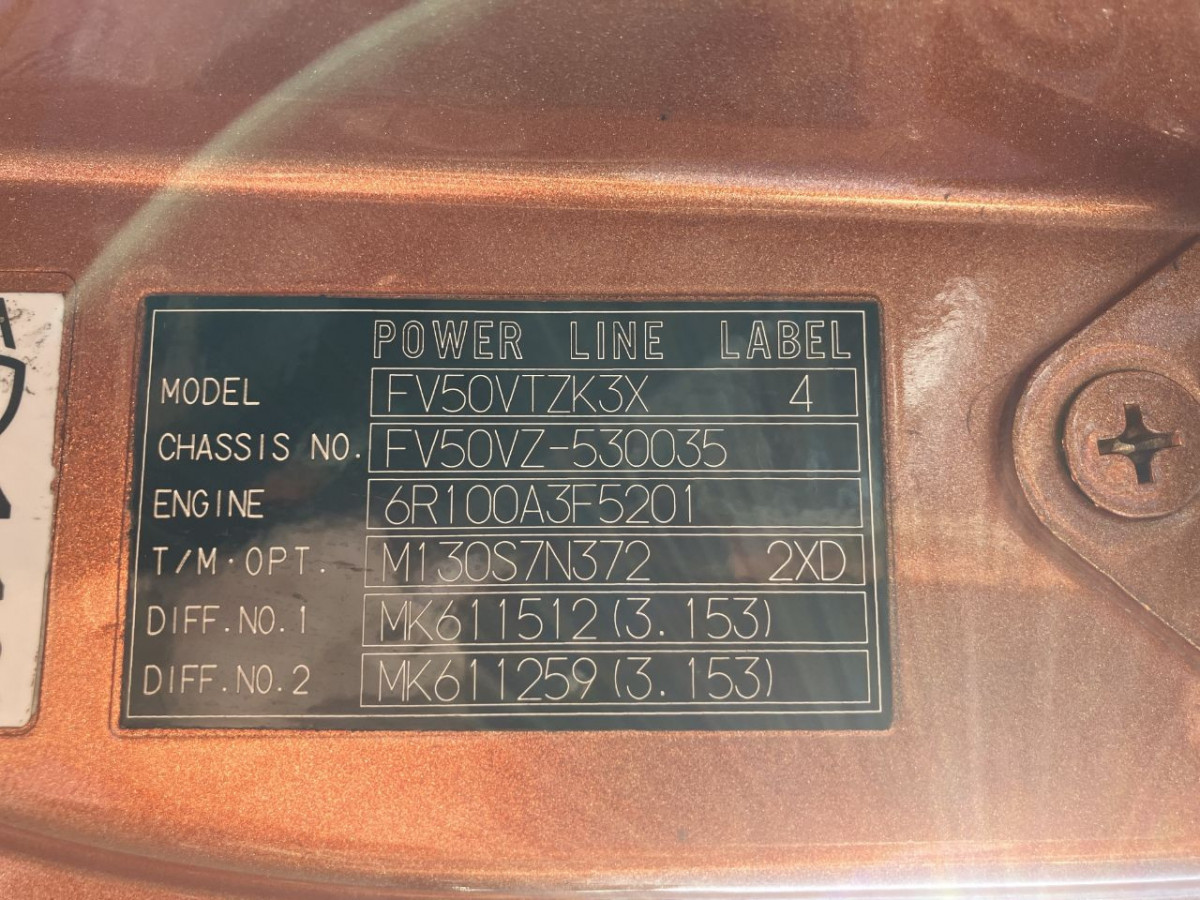 POWER LINE LABEL
MODEL FV50VTZK3X 4
CHASSIS NO. FV50VZ-530035
ENGINE 6R100A3F5201
T/M·OPT. M130S7N372 2XD
DIFF.NO.1 MK611512(3.153)
DIFF.NO.2 MK611259(3.153)